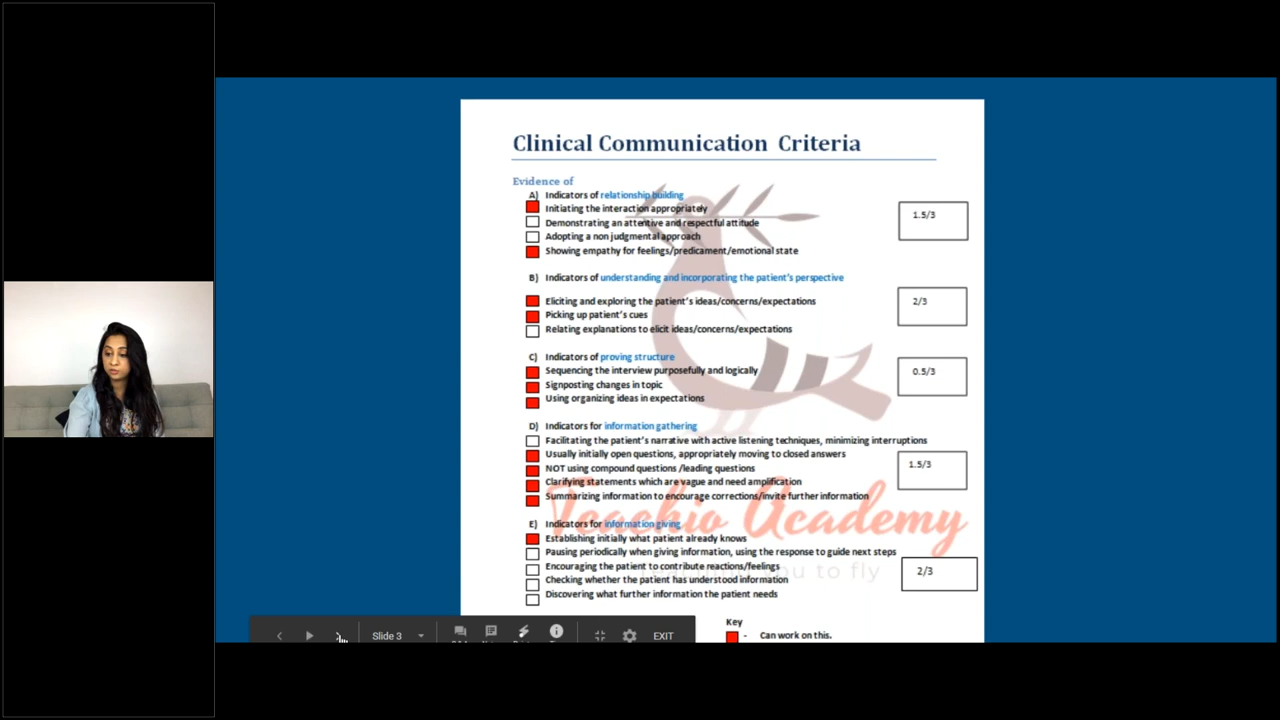 Clinical Communication Criteria
Evidence of
A) Indicators of relationship building
Initiating the interaction appropriately
Demonstrating an attentive and respectful attitude
Adopting a non judgmental approach
Showing empathy for feelings/predicament/emotional state
1.5/3
B) Indicators of understanding and incorporating the patient's perspective
Eliciting and exploring the patient's ideas/concerns/expectations
Picking up patient's cues
Relating explanations to elicit ideas/concerns/expectations
2/3
C) Indicators of proving structure
Sequencing the interview purposefully and logically
Signposting changes in topic
Using organizing ideas in expectations
0.5/3
D) Indicators for information gathering
Facilitating the patient's narrative with active listening techniques, minimizing interruptions
Usually initially open questions, appropriately moving to closed answers
NOT using compound questions /leading questions
Clarifying statements which are vague and need amplification
Summarizing information to encourage corrections/invite further information
1.5/3
Teachio Academy
E) Indicators for information giving
Establishing initially what patient already knows
Pausing periodically when giving information, using the response to guide next steps
Encouraging the patient to contribute reactions/feelings
Checking whether the patient has understood information
Discovering what further information the patient needs
2/3
you to fly
Key
- Can work on this.
Slide 3
EXIT